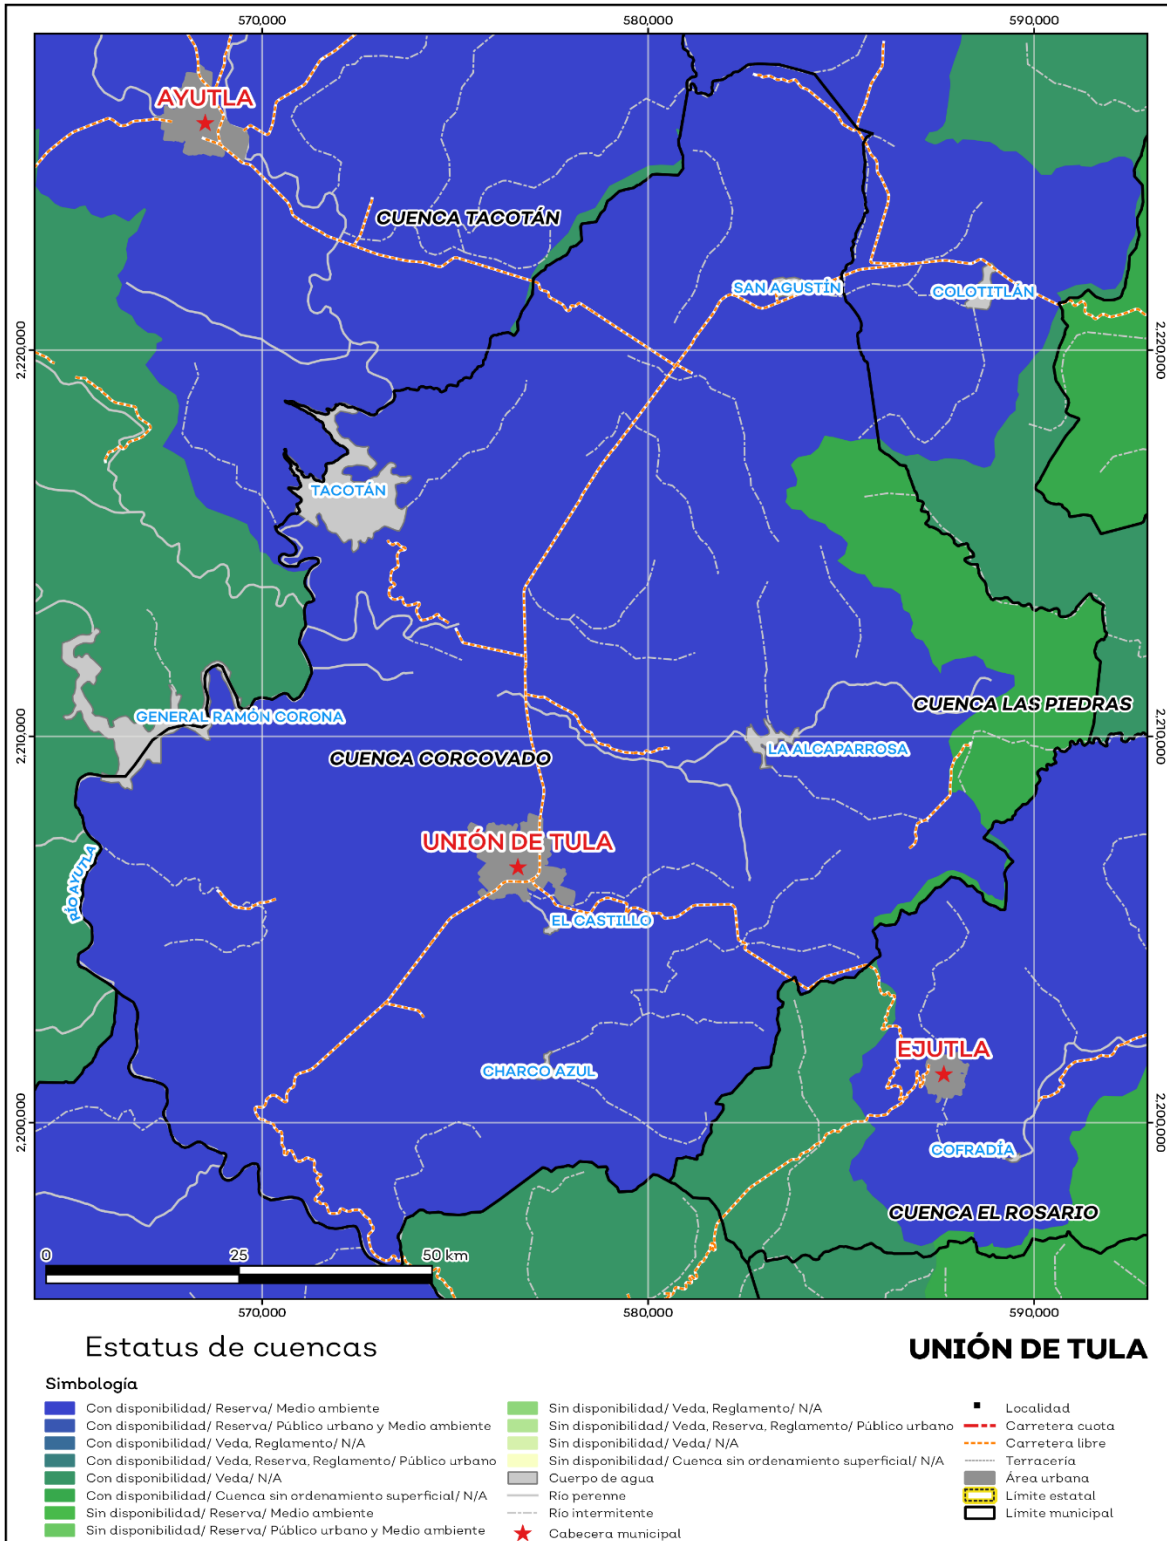 570,000 580,000 590,000
AYUTLA
CUENCA TACOTÁN
SAN AGUSTÍN
COLOTITLÁN
2,220,000 2,220,000
TACOTÁN
CUENCA LAS PIEDRAS
GENERAL RAMÓN CORONA
2,210,000 2,210,000
LA ALCAPARROSA
CUENCA CORCOVADO
UNIÓN DE TULA
RÍO AYUTLA
EL CASTILLO
EJUTLA
CHARCO AZUL
2,200,000 2,200,000
COFRADÍA
CUENCA EL ROSARIO
0 25 50 km
570,000 580,000 590,000
Estatus de cuencas
UNIÓN DE TULA
Simbología
Con disponibilidad/ Reserva/ Medio ambiente
Con disponibilidad/ Reserva/ Público urbano y Medio ambiente
Con disponibilidad/ Veda, Reglamento/ N/A
Con disponibilidad/ Veda, Reserva, Reglamento/ Público urbano
Con disponibilidad/ Veda/ N/A
Con disponibilidad/ Cuenca sin ordenamiento superficial/ N/A
Sin disponibilidad/ Reserva/ Medio ambiente
Sin disponibilidad/ Reserva/ Público urbano y Medio ambiente
Sin disponibilidad/ Veda, Reglamento/ N/A
Sin disponibilidad/ Veda, Reserva, Reglamento/ Público urbano
Sin disponibilidad/ Veda/ N/A
Sin disponibilidad/ Cuenca sin ordenamiento superficial/ N/A
Cuerpo de agua
Río perenne
Río intermitente
Cabecera municipal
Localidad
Carretera cuota
Carretera libre
Terracería
Área urbana
Límite estatal
Límite municipal